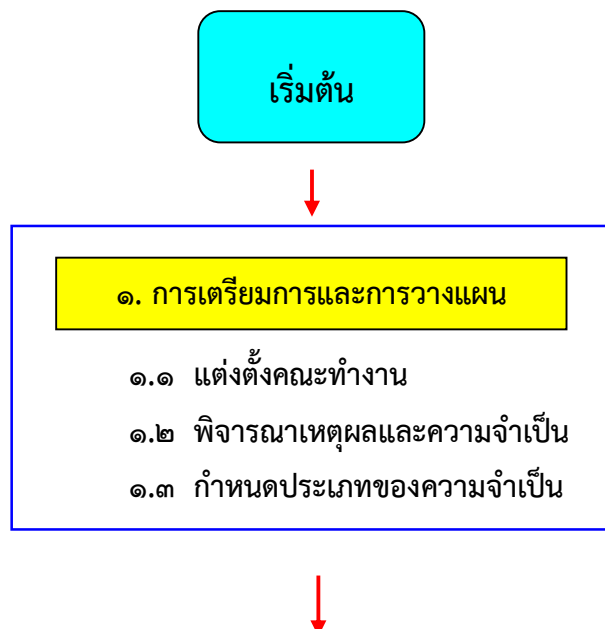 เริ่มต้น
๑. การเตรียมการและการวางแผน
๑.๑ แต่งตั้งคณะทำงาน
๑.๒ พิจารณาเหตุผลและความจำเป็น
๑.๓ กำหนดประเภทของความจำเป็น